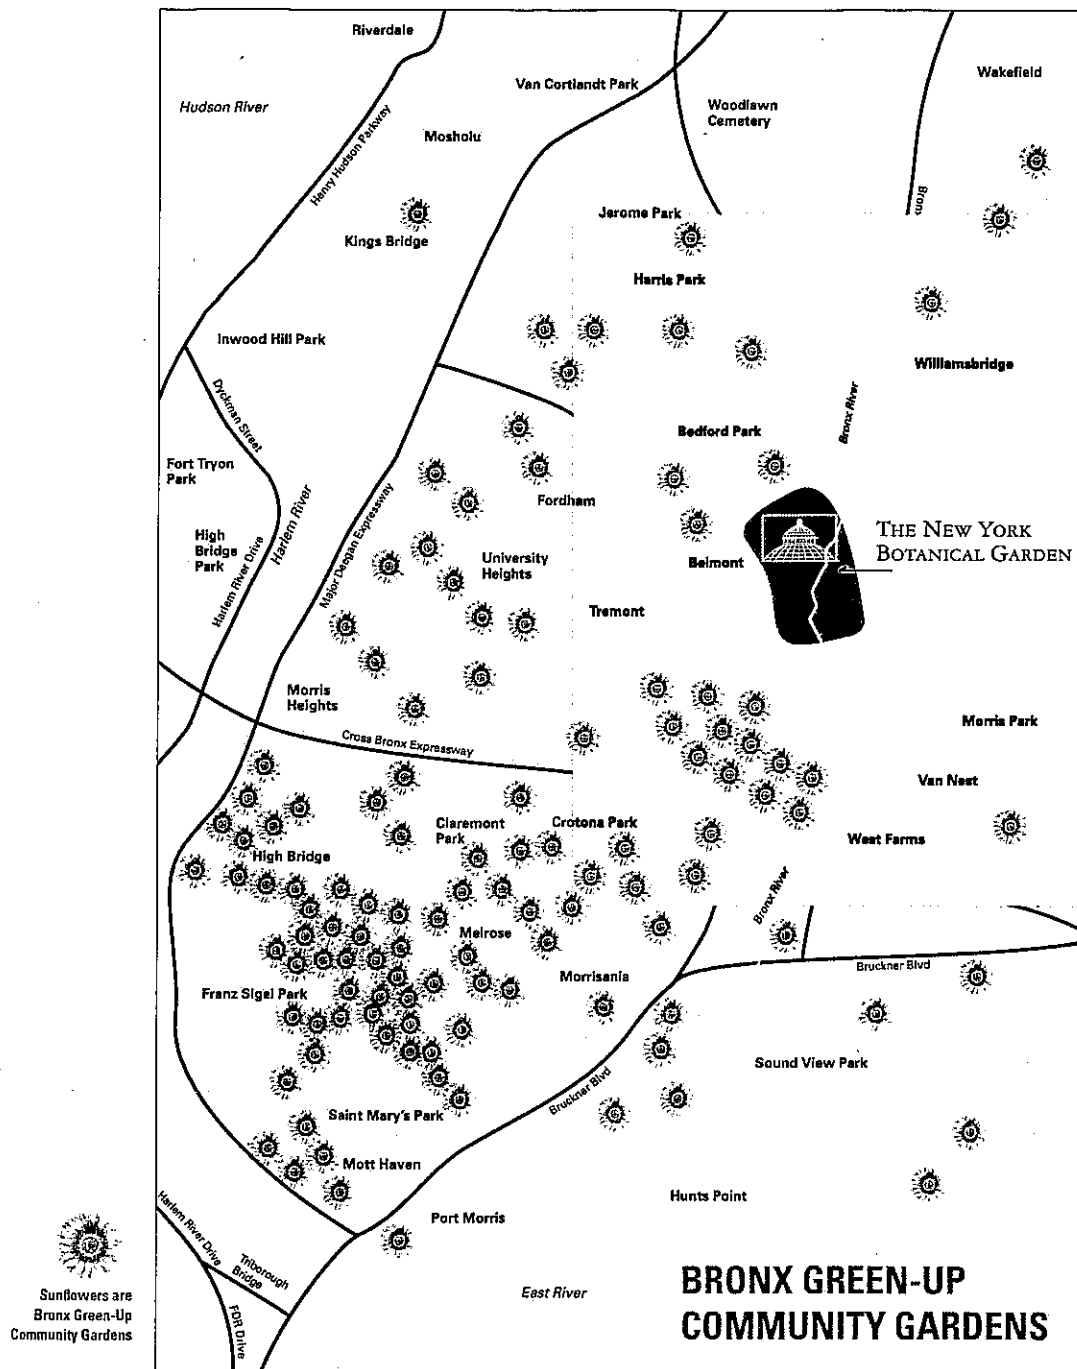 Riverdale
Hudson River
Van Cortlandt Park
Wakefield
Woodlawn
Cemetery
Mosholu
Henry Hudson Parkway
Bronx
Jerome Park
Kings Bridge
Harris Park
Inwood Hill Park
Williamsbridge
Dyckman Street
Bronx River
Bedford Park
Fort Tryon
Park
Fordham
Harlem River
Major Deegan Expressway
High
Bridge
Park
Harlem River Drive
THE NEW YORK
BOTANICAL GARDEN
University
Heights
Belmont
Tremont
Morris
Heights
Morris Park
Cross Bronx Expressway
Van Nest
Claremont
Park
Crotona Park
West Farms
High Bridge
Bronx River
Melrose
Bruckner Blvd
Morrisania
Franz Sigel Park
Sound View Park
Bruckner Blvd
Saint Mary's Park
Mott Haven
Hunts Point
Port Morris
Harlem River Drive
Triborough
Bridge
FDR Drive
East River
Sunflowers are
Bronx Green-Up
Community Gardens
BRONX GREEN-UP
COMMUNITY GARDENS